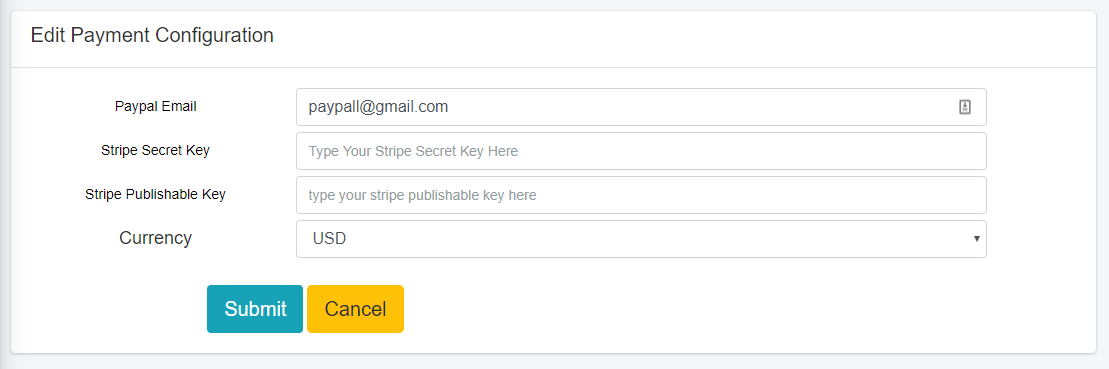 Edit Payment Configuration
Paypal Email paypall@gmail.com
Stripe Secret Key Type Your Stripe Secret Key Here
Stripe Publishable Key type your stripe publishable key here
Currency USD
Submit Cancel